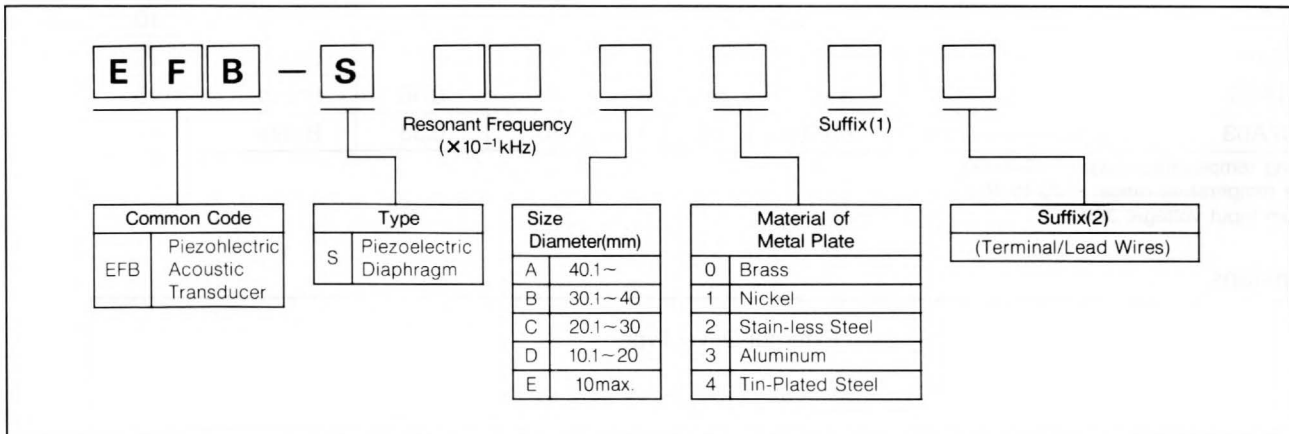 E F B — S
Resonant Frequency
(×10⁻¹kHz)
Suffix(1)
Common Code
EFB Piezohlectric
Acoustic
Transducer
Type
S Piezoelectric
Diaphragm
Size
Diameter(mm)
A 40.1~
B 30.1~40
C 20.1~30
D 10.1~20
E 10max.
Material of
Metal Plate
0 Brass
1 Nickel
2 Stain-less Steel
3 Aluminum
4 Tin-Plated Steel
Suffix(2)
(Terminal/Lead Wires)